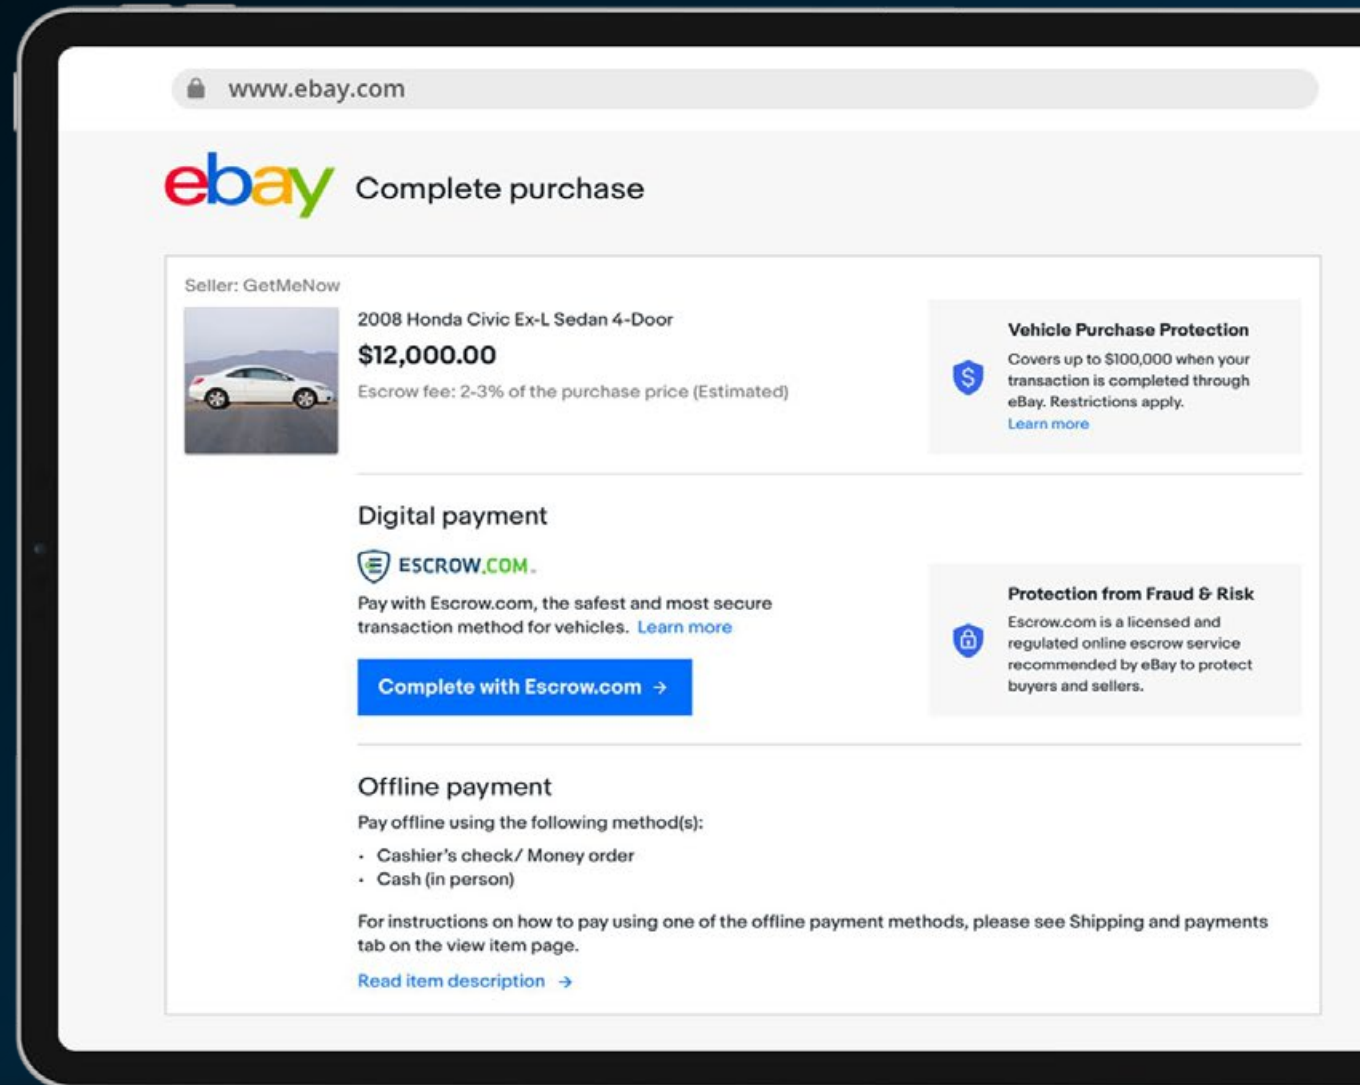 www.ebay.com
ebay Complete purchase
Seller: GetMeNow
2008 Honda Civic Ex-L Sedan 4-Door
$12,000.00
Escrow fee: 2-3% of the purchase price (Estimated)
Vehicle Purchase Protection
Covers up to $100,000 when your
transaction is completed through
eBay. Restrictions apply.
Learn more
Digital payment
ESCROW.COM
Pay with Escrow.com, the safest and most secure
transaction method for vehicles. Learn more
Complete with Escrow.com →
Protection from Fraud & Risk
Escrow.com is a licensed and
regulated online escrow service
recommended by eBay to protect
buyers and sellers.
Offline payment
Pay offline using the following method(s):
· Cashier's check/ Money order
· Cash (in person)
For instructions on how to pay using one of the offline payment methods, please see Shipping and payments
tab on the view item page.
Read item description →